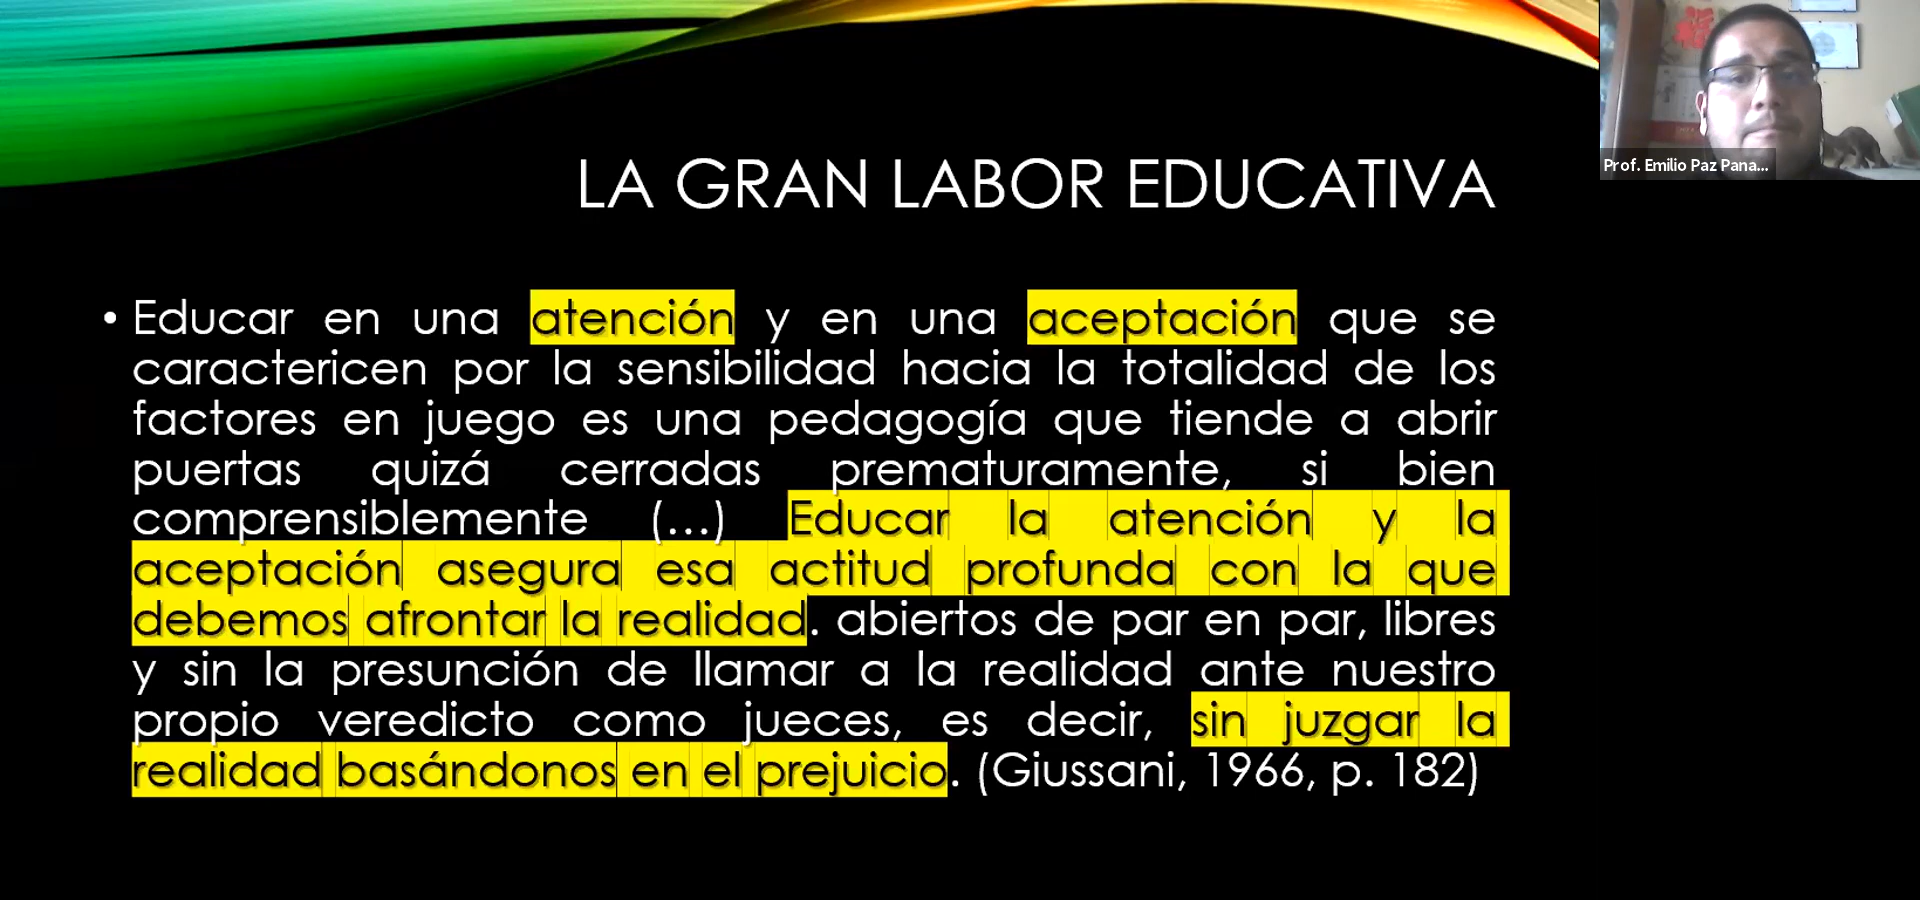 LA GRAN LABOR EDUCATIVA
• Educar en una atención y en una aceptación que se
caractericen por la sensibilidad hacia la totalidad de los
factores en juego es una pedagogía que tiende a abrir
puertas quizá cerradas prematuramente, si bien
comprensiblemente (...) Educar la atención y la
aceptación asegura esa actitud profunda con la que
debemos afrontar la realidad. abiertos de par en par, libres
y sin la presunción de llamar a la realidad ante nuestro
propio veredicto como jueces, es decir, sin juzgar la
realidad basándonos en el prejuicio. (Giussani, 1966, p. 182)
Prof. Emilio Paz Pana...